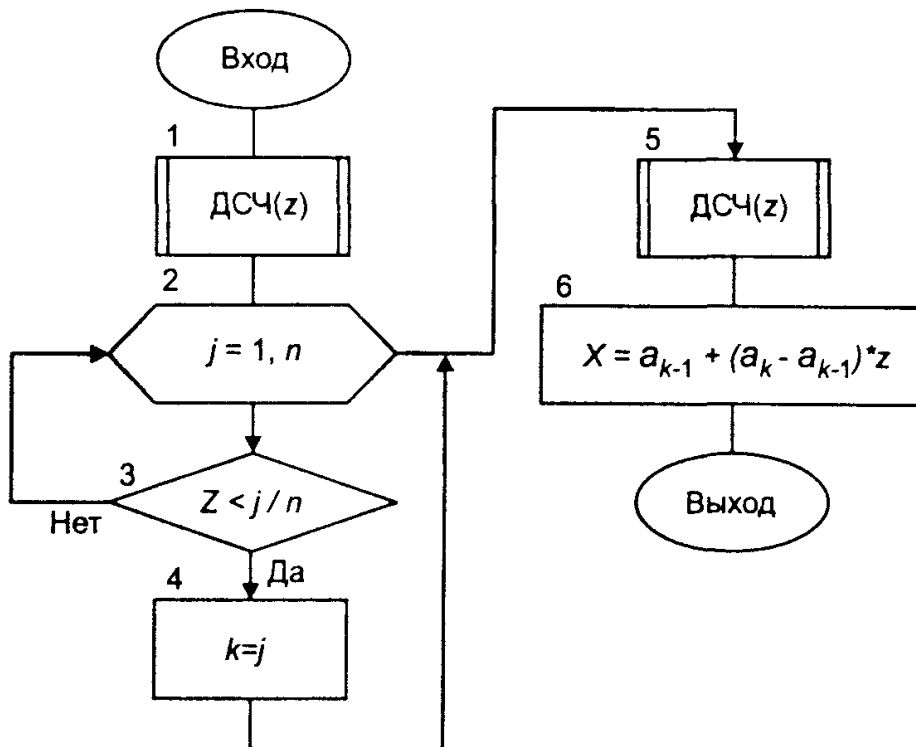 Вход
1
ДСЧ(z)
2
j = 1, n
3
Z < j / n
Нет
Да
4
k=j
5
ДСЧ(z)
6
X = a_{k-1} + (a_k - a_{k-1})*z
Выход